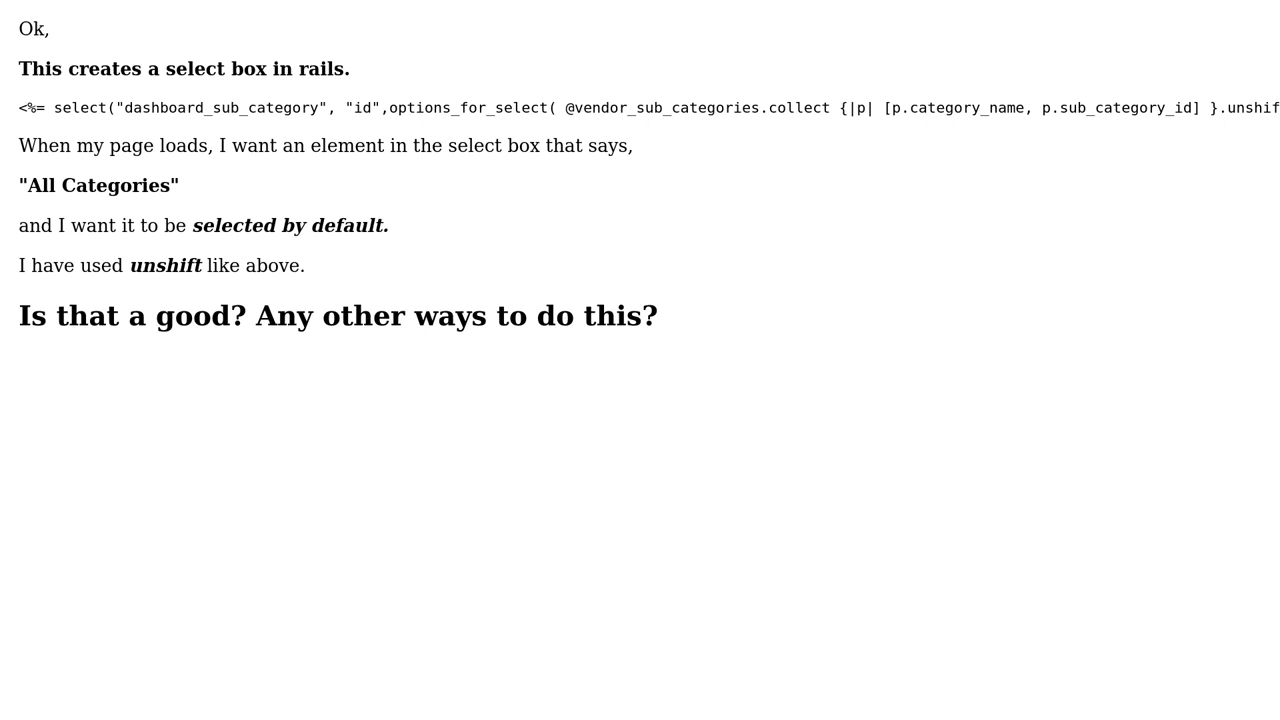 Ok,
This creates a select box in rails.
<%= select("dashboard_sub_category", "id",options_for_select( @vendor_sub_categories.collect {|p| [p.category_name, p.sub_category_id] }.unshif
When my page loads, I want an element in the select box that says,
"All Categories"
and I want it to be selected by default.
I have used unshift like above.
Is that a good? Any other ways to do this?